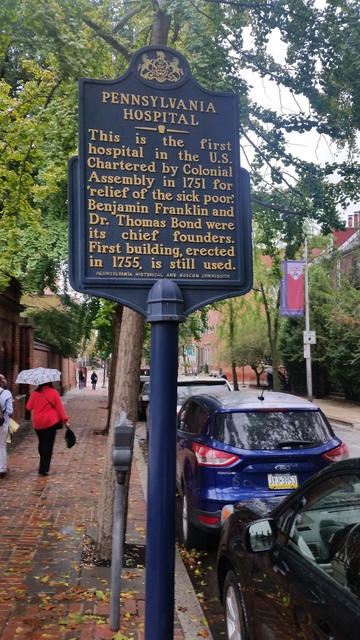 PENNSYLVANIA
HOSPITAL
This is the first
hospital in the U.S.
Chartered by Colonial
Assembly in 1751 for
"relief of the sick poor."
Benjamin Franklin and
Dr. Thomas Bond were
its chief founders.
First building, erected
in 1755, is still used.
PENNSYLVANIA HISTORICAL AND MUSEUM COMMISSION